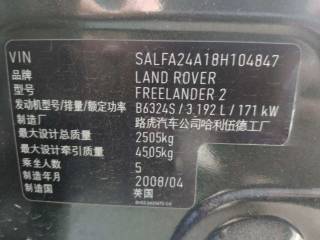 VIN SALFA24A18H104847
品牌 LAND ROVER
型号 FREELANDER 2
发动机型号/排量/额定功率 B6324S / 3.192 L / 171 kW
制造厂 路虎汽车公司哈利伍德工厂
最大设计总质量 2505kg
最大设计牵引质量 4505kg
乘坐人数 5
制造年月 2008/04
英国 英国